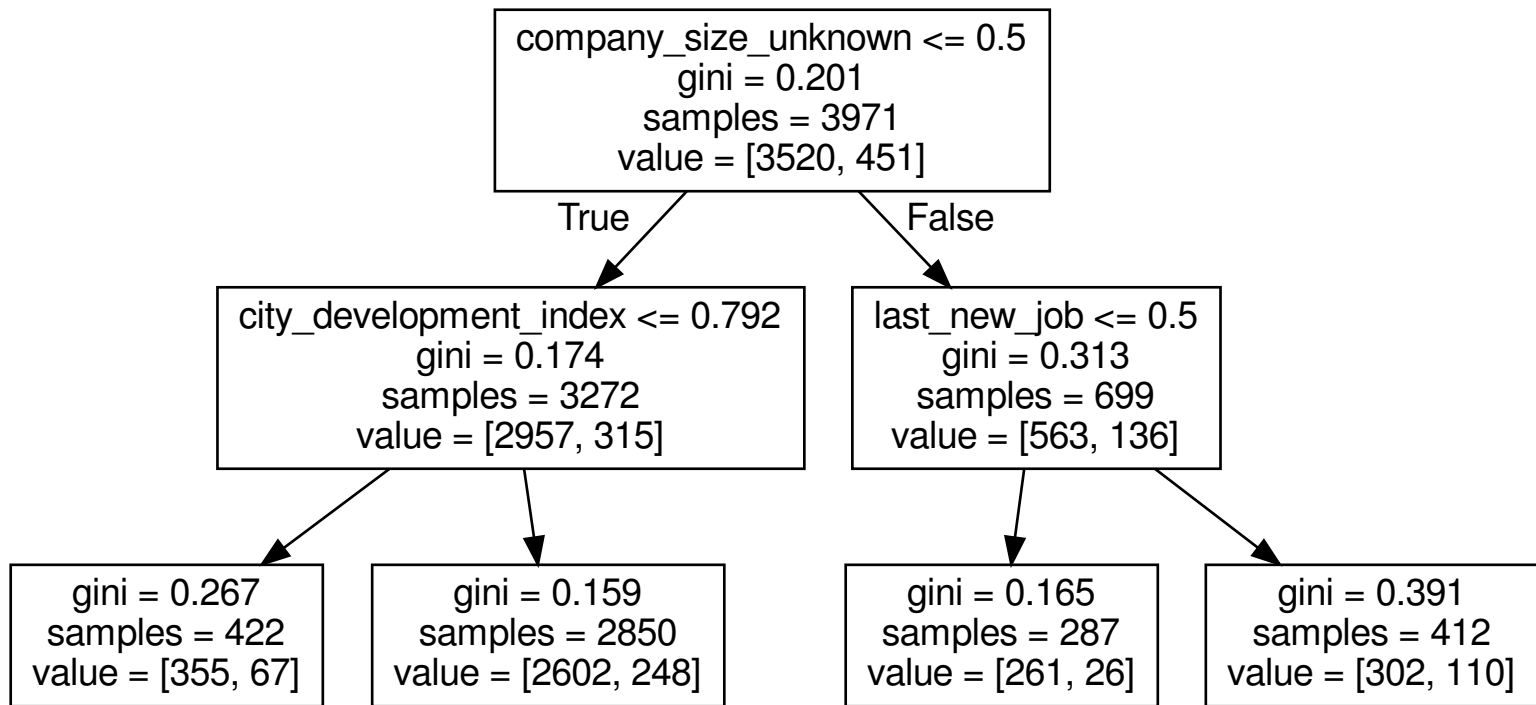 company_size_unknown <= 0.5
gini = 0.201
samples = 3971
value = [3520, 451]
True
False
city_development_index <= 0.792
gini = 0.174
samples = 3272
value = [2957, 315]
last_new_job <= 0.5
gini = 0.313
samples = 699
value = [563, 136]
gini = 0.267
samples = 422
value = [355, 67]
gini = 0.159
samples = 2850
value = [2602, 248]
gini = 0.165
samples = 287
value = [261, 26]
gini = 0.391
samples = 412
value = [302, 110]